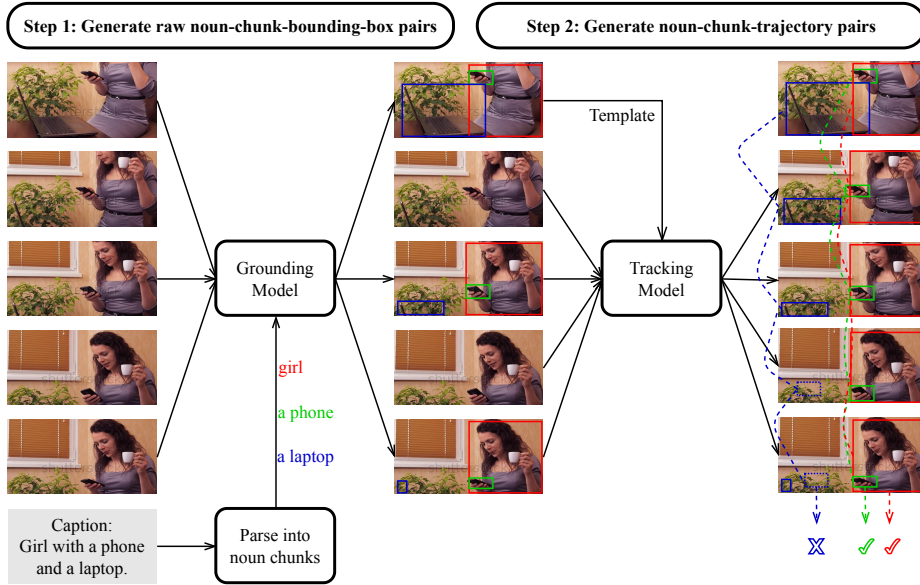 Step 1: Generate raw noun-chunk-bounding-box pairs
Step 2: Generate noun-chunk-trajectory pairs
Template
Grounding
Model
Tracking
Model
girl
a phone
a laptop
Caption:
Girl with a phone
and a laptop.
Parse into
noun chunks